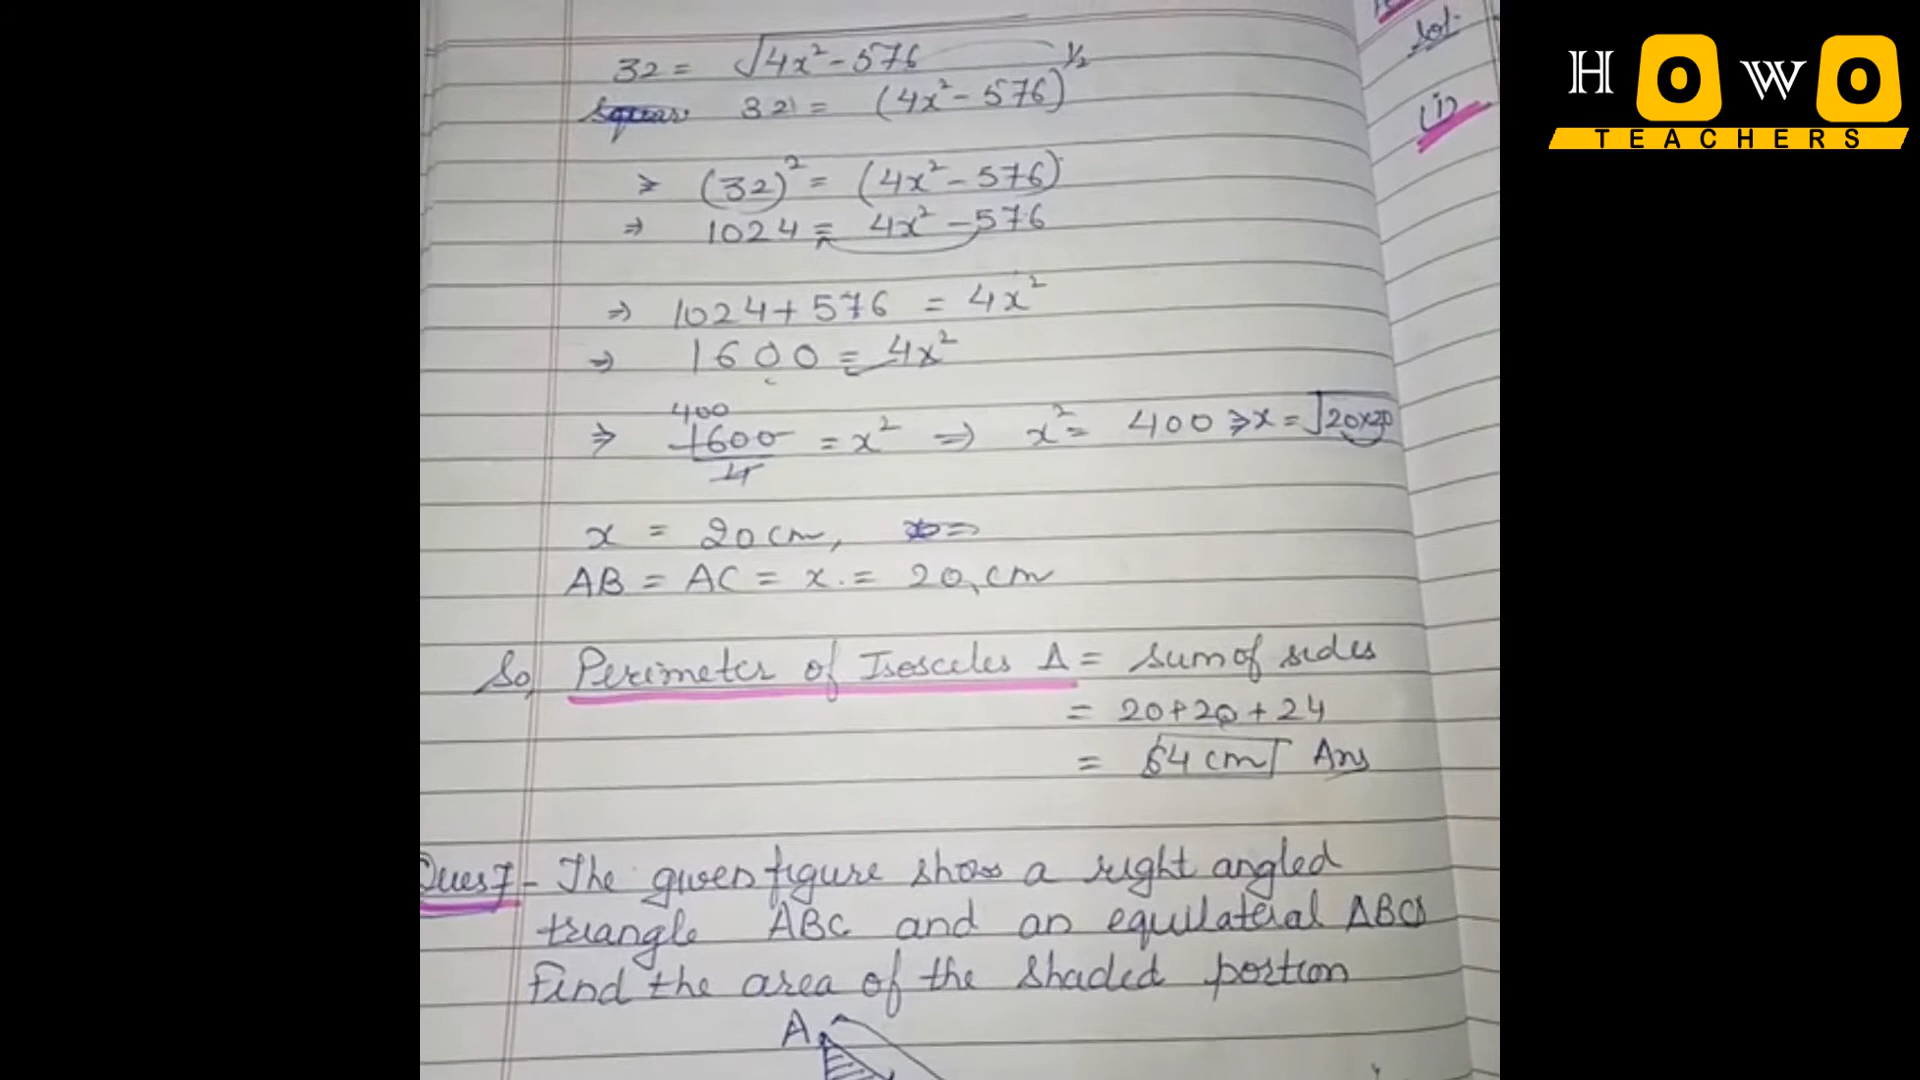 32 = √4x² - 576
Square 32 = (4x² - 576)^½
⇒ (32)² = (4x² - 576)
⇒ 1024 = 4x² - 576
⇒ 1024 + 576 = 4x²
⇒ 1600 = 4x²
400
⇒ 1600/4 = x² ⇒ x² = 400 ⇒ x = √20×20
x = 20 cm,
AB = AC = x = 20 cm
So, Perimeter of Isosceles Δ = sum of sides
= 20+20+24
= 64 cm Ans
Ques 7 - The given figure shows a right angled
triangle ABC and an equilateral ΔBCD
Find the area of the shaded portion
A
Sol.
(i)
HOWO
TEACHERS